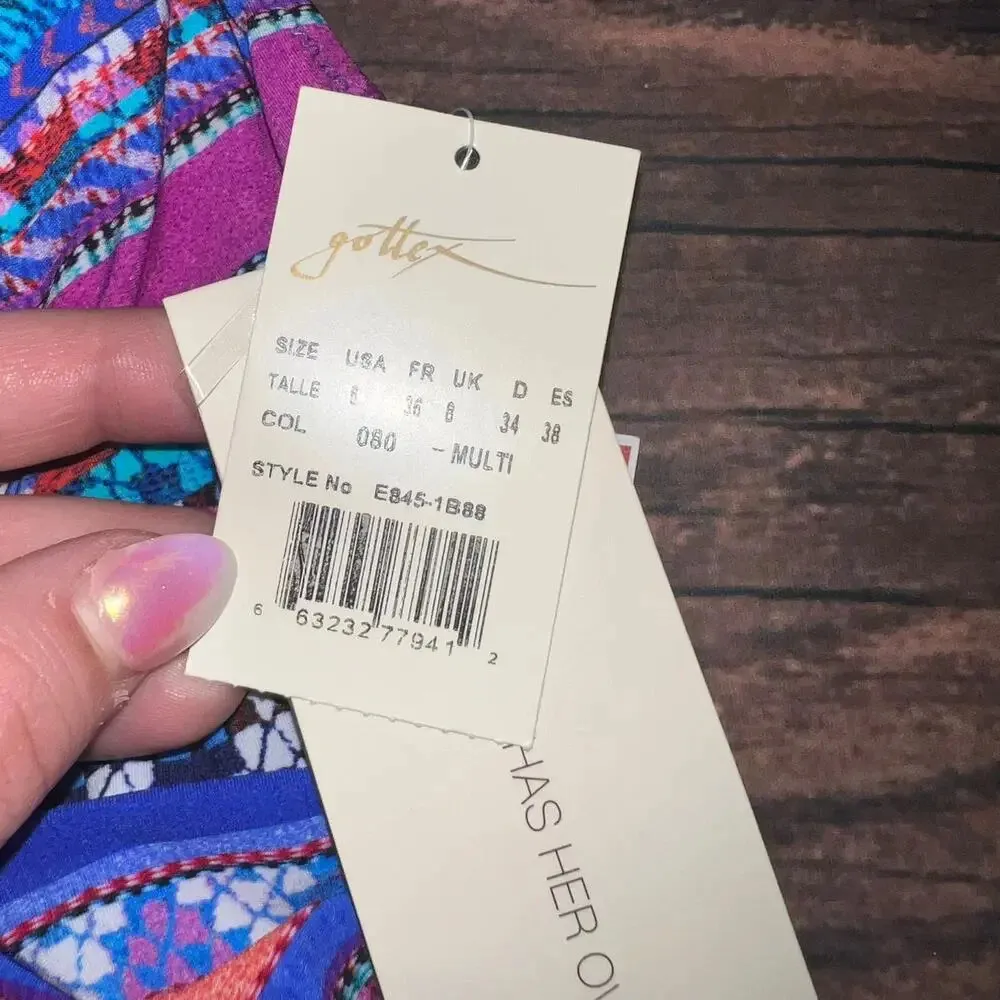 gottex
SIZE USA FR UK D ES
TALLE 6 36 8 34 38
COL 080 - MULTI
STYLE No E845-1B88
6 63232 77941 2
HAS HER